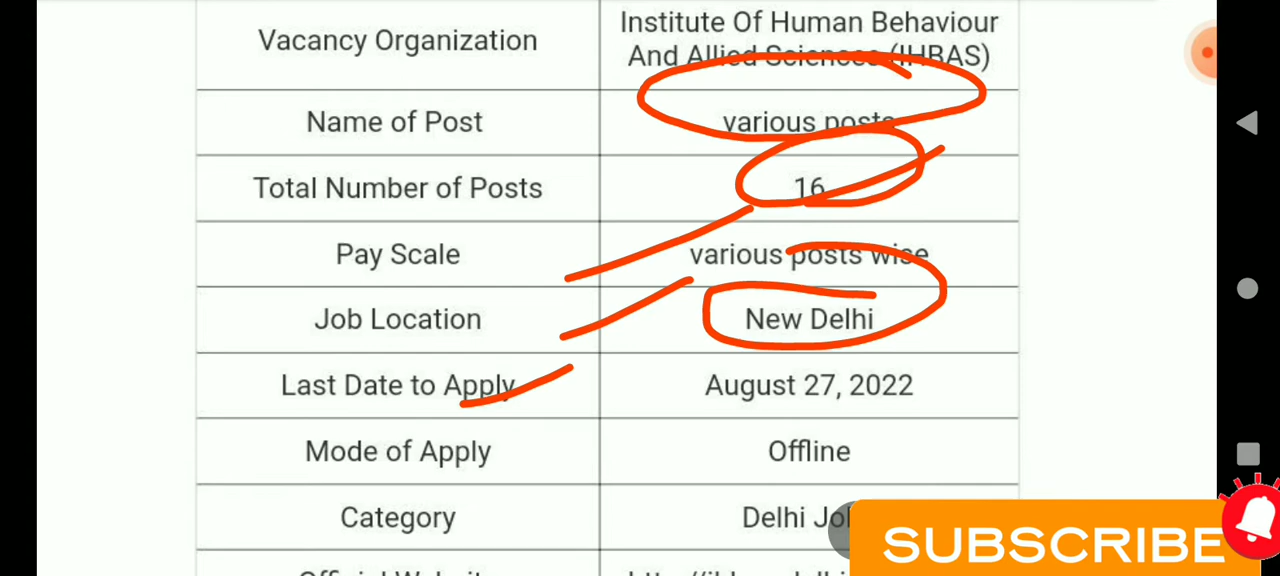 Vacancy Organization
Institute Of Human Behaviour
And Allied Sciences (IHBAS)
Name of Post
various posts
Total Number of Posts
16
Pay Scale
various posts wise
Job Location
New Delhi
Last Date to Apply
August 27, 2022
Mode of Apply
Offline
Category
Delhi
SUBSCRIBE